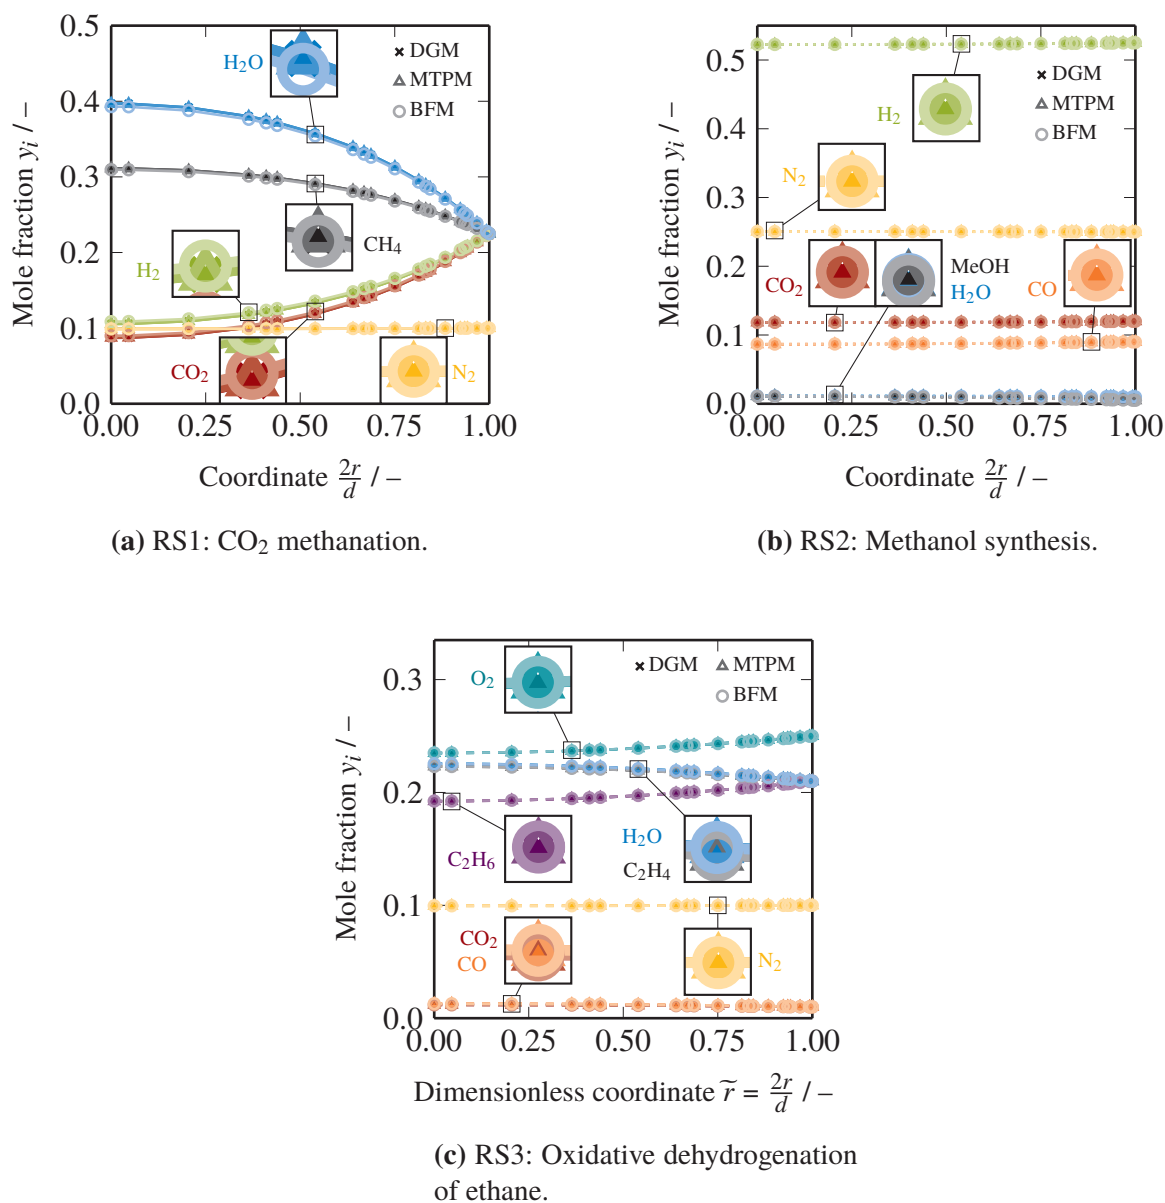 0.5
0.4
0.3
0.2
0.1
0.0
Mole fraction y_i / –
H₂O
DGM
MTPM
BFM
CH₄
H₂
CO₂
N₂
0.00 0.25 0.50 0.75 1.00
Coordinate 2r/d / –
(a) RS1: CO₂ methanation.
0.5
0.4
0.3
0.2
0.1
0.0
Mole fraction y_i / –
DGM
MTPM
BFM
H₂
N₂
CO₂
MeOH
H₂O
CO
0.00 0.25 0.50 0.75 1.00
Coordinate 2r/d / –
(b) RS2: Methanol synthesis.
0.3
0.2
0.1
0.0
Mole fraction y_i / –
O₂
DGM MTPM
BFM
C₂H₆
H₂O
C₂H₄
CO₂
CO
N₂
0.00 0.25 0.50 0.75 1.00
Dimensionless coordinate r̃ = 2r/d / –
(c) RS3: Oxidative dehydrogenation
of ethane.